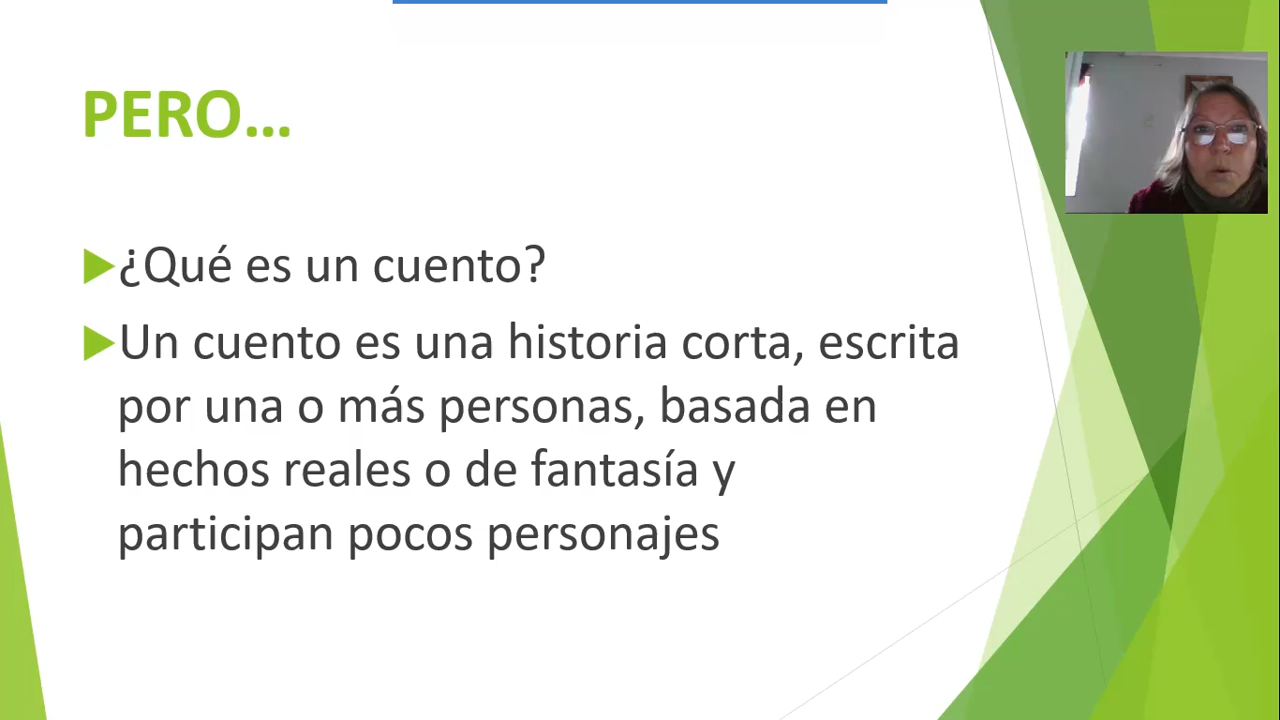 PERO...
¿Qué es un cuento?
Un cuento es una historia corta, escrita
por una o más personas, basada en
hechos reales o de fantasía y
participan pocos personajes